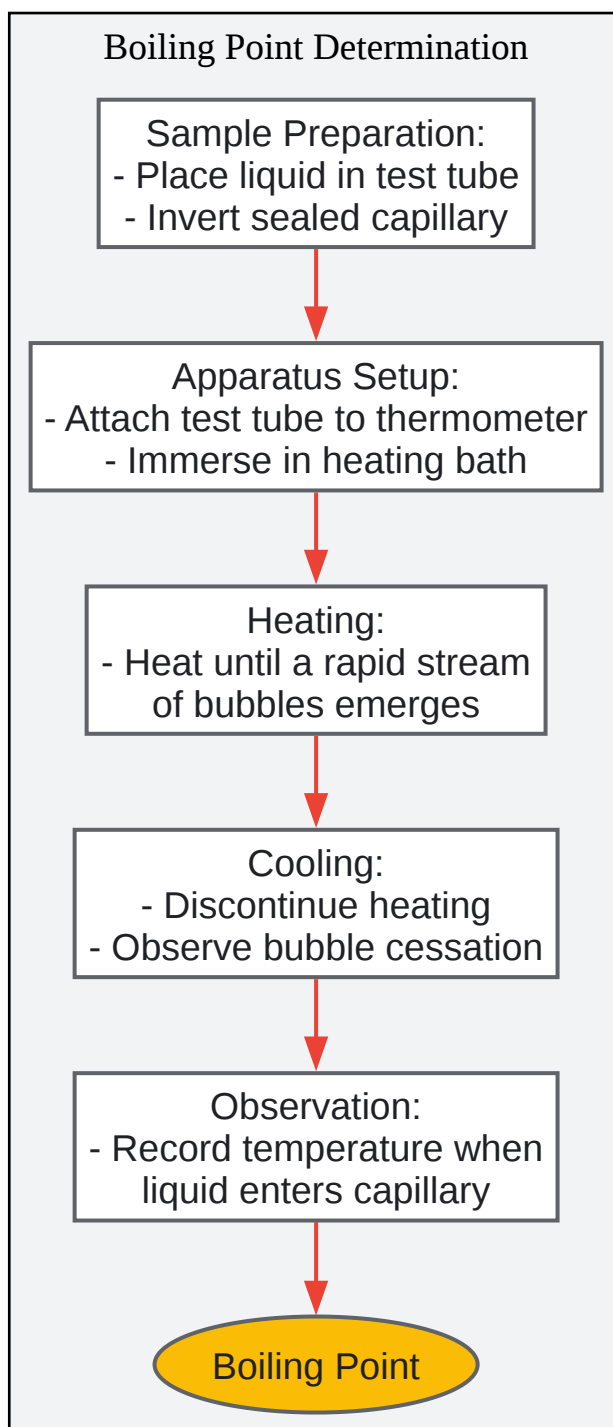 Boiling Point Determination
Sample Preparation:
- Place liquid in test tube
- Invert sealed capillary
Apparatus Setup:
- Attach test tube to thermometer
- Immerse in heating bath
Heating:
- Heat until a rapid stream
of bubbles emerges
Cooling:
- Discontinue heating
- Observe bubble cessation
Observation:
- Record temperature when
liquid enters capillary
Boiling Point